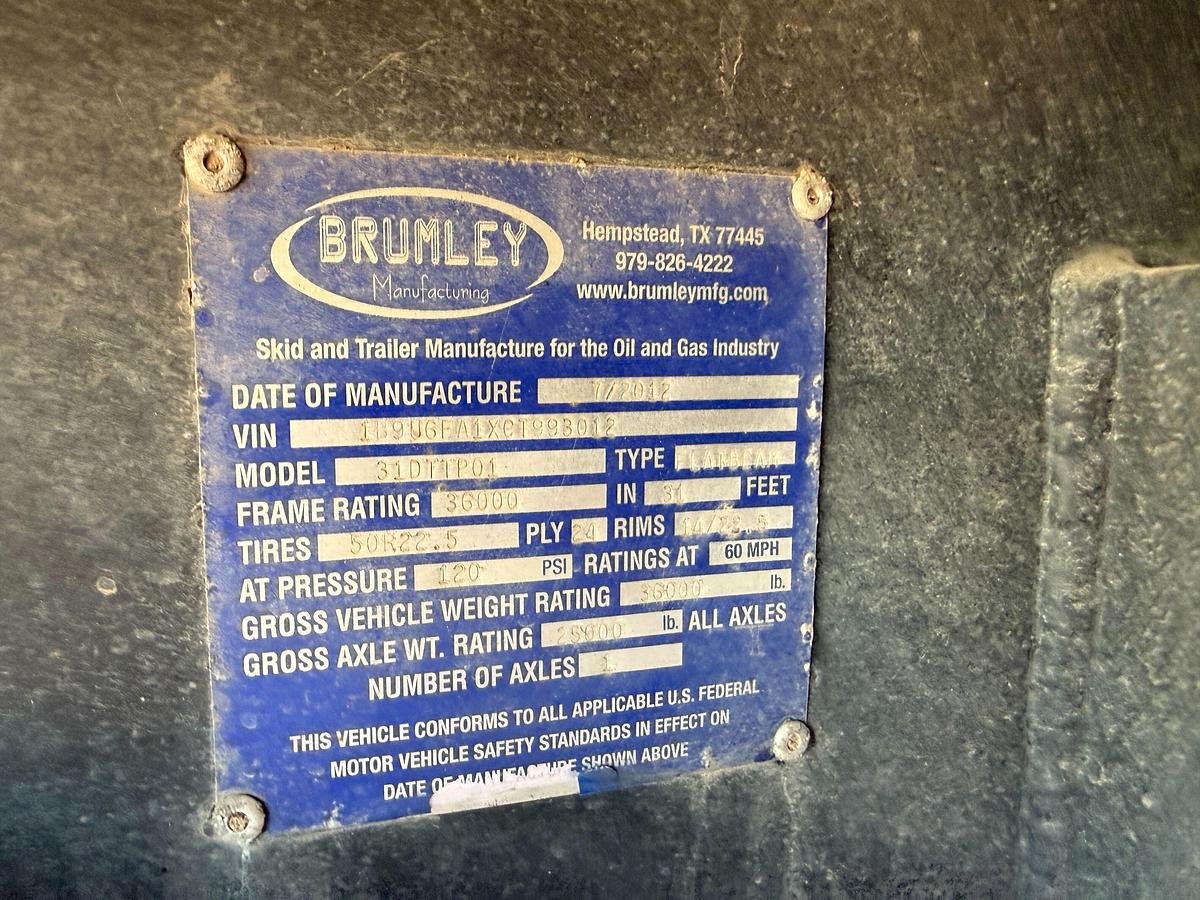 BRUMLEY
Manufacturing
Hempstead, TX 77445
979-826-4222
www.brumleymfg.com
Skid and Trailer Manufacture for the Oil and Gas Industry
DATE OF MANUFACTURE 7/2012
VIN
MODEL 31DTTP01 TYPE
FRAME RATING 36000 IN 31 FEET
TIRES 50R22.5 PLY 24 RIMS
AT PRESSURE 120 PSI RATINGS AT 60 MPH
GROSS VEHICLE WEIGHT RATING 36000 lb.
GROSS AXLE WT. RATING 25000 lb. ALL AXLES
NUMBER OF AXLES 1
THIS VEHICLE CONFORMS TO ALL APPLICABLE U.S. FEDERAL
MOTOR VEHICLE SAFETY STANDARDS IN EFFECT ON
DATE OF MANUFACTURE SHOWN ABOVE